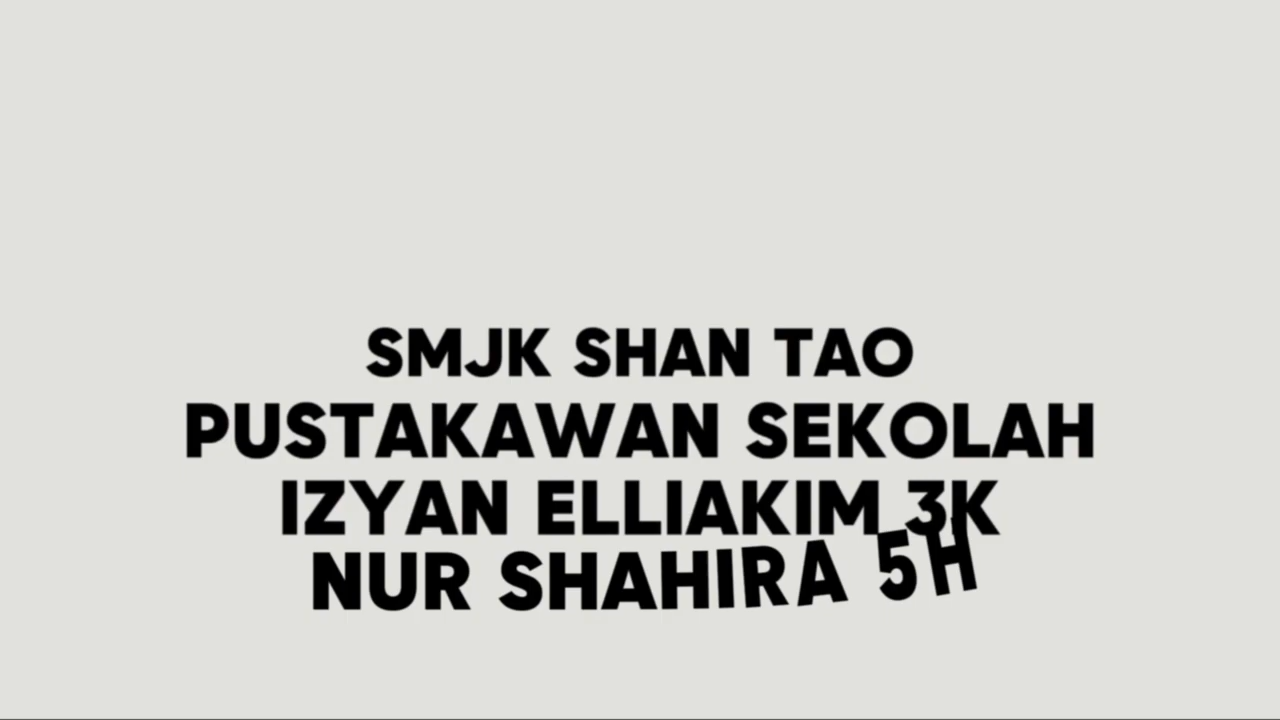 SMJK SHAN TAO
PUSTAKAWAN SEKOLAH
IZYAN ELLIAKIM 3K
NUR SHAHIRA 5H